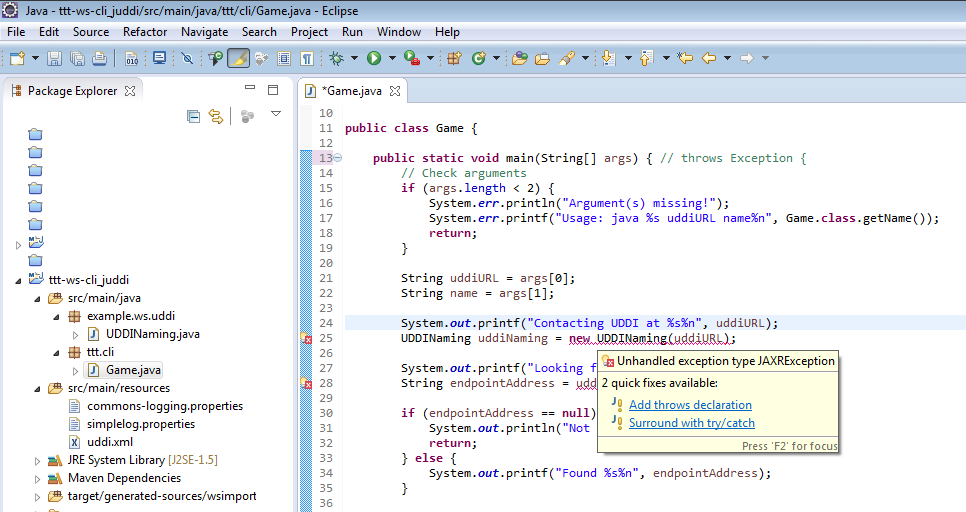 Java - ttt-ws-cli_juddi/src/main/java/ttt/cli/Game.java - Eclipse
File Edit Source Refactor Navigate Search Project Run Window Help
Package Explorer
*Game.java
ttt-ws-cli_juddi
src/main/java
example.ws.uddi
UDDINaming.java
ttt.cli
Game.java
src/main/resources
commons-logging.properties
simplelog.properties
uddi.xml
JRE System Library [J2SE-1.5]
Maven Dependencies
target/generated-sources/wsimport
10
11 public class Game {
12
13 public static void main(String[] args) { // throws Exception {
14 // Check arguments
15 if (args.length < 2) {
16 System.err.println("Argument(s) missing!");
17 System.err.printf("Usage: java %s uddiURL name%n", Game.class.getName());
18 return;
19 }
20
21 String uddiURL = args[0];
22 String name = args[1];
23
24 System.out.printf("Contacting UDDI at %s%n", uddiURL);
25 UDDINaming uddiNaming = new UDDINaming(uddiURL);
26
27 System.out.printf("Looking f
28 String endpointAddress = udd
29
30 if (endpointAddress == null)
31 System.out.println("Not
32 return;
33 } else {
34 System.out.printf("Found %s%n", endpointAddress);
35 }
36
Unhandled exception type JAXRException
2 quick fixes available:
Add throws declaration
Surround with try/catch
Press 'F2' for focus